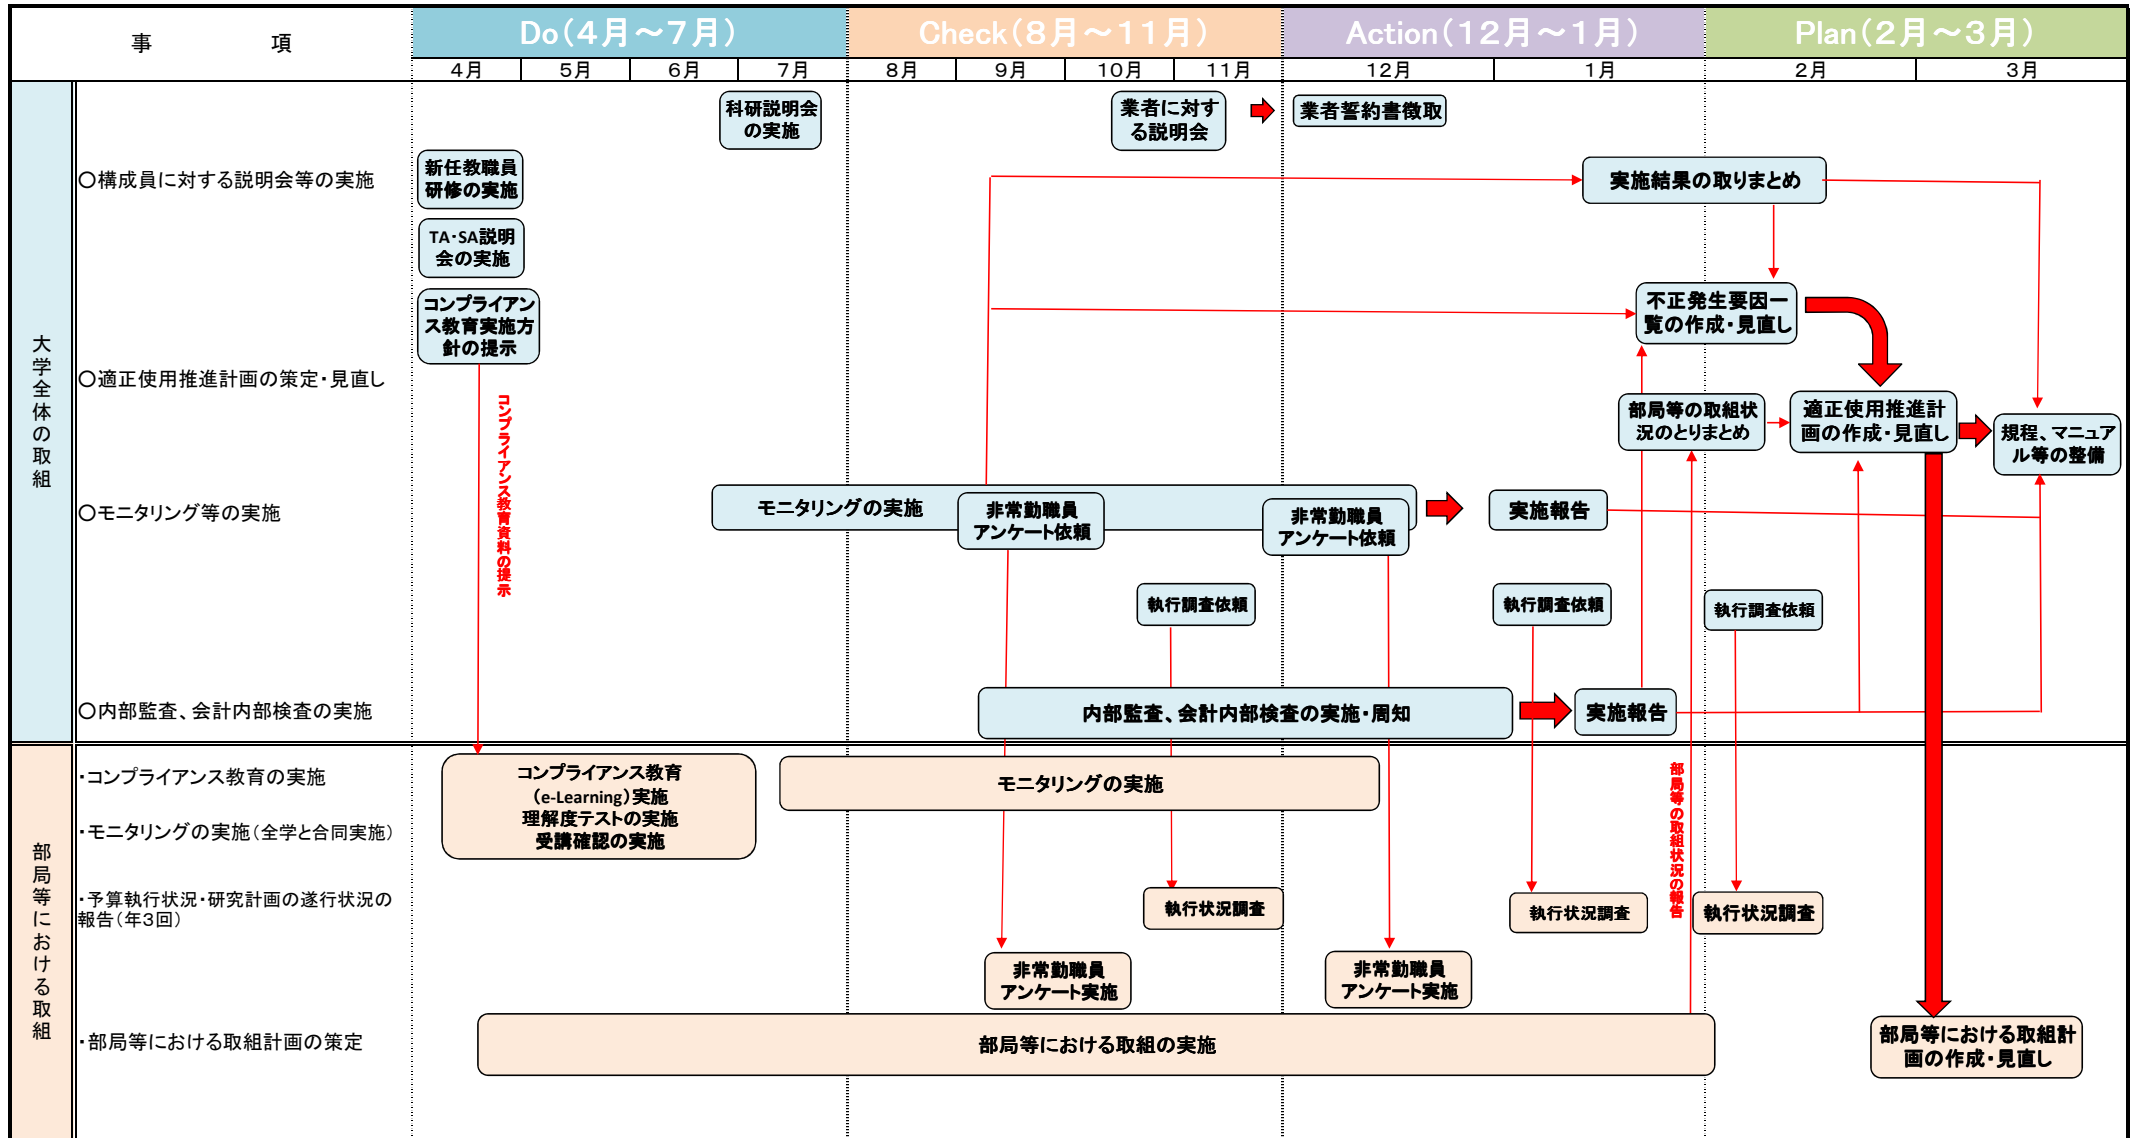 事　項
Do(４月～７月)
Check(８月～１１月)
Action(１２月～１月)
Plan(２月～３月)
４月
５月
６月
７月
８月
９月
１０月
１１月
１２月
１月
２月
３月
大学全体の取組
〇構成員に対する説明会等の実施
〇適正使用推進計画の策定・見直し
〇モニタリング等の実施
〇内部監査、会計内部検査の実施
科研説明会
の実施
業者に対す
る説明会
業者誓約書徴取
新任教職員
研修の実施
実施結果の取りまとめ
TA・SA説明
会の実施
コンプライアン
ス教育実施方
針の提示
不正発生要因一
覧の作成・見直し
コンプライアンス教育資料の提示
部局等の取組状
況のとりまとめ
適正使用推進計
画の作成・見直し
規程、マニュア
ル等の整備
モニタリングの実施
非常勤職員
アンケート依頼
非常勤職員
アンケート依頼
実施報告
執行調査依頼
執行調査依頼
執行調査依頼
内部監査、会計内部検査の実施・周知
実施報告
部局等における取組
・コンプライアンス教育の実施
・モニタリングの実施（全学と合同実施）
・予算執行状況・研究計画の遂行状況の
報告（年3回）
・部局等における取組計画の策定
コンプライアンス教育
（e-Learning）実施
理解度テストの実施
受講確認の実施
モニタリングの実施
部局等の取組状況の報告
執行状況調査
執行状況調査
執行状況調査
非常勤職員
アンケート実施
非常勤職員
アンケート実施
部局等における取組の実施
部局等における取組計
画の作成・見直し